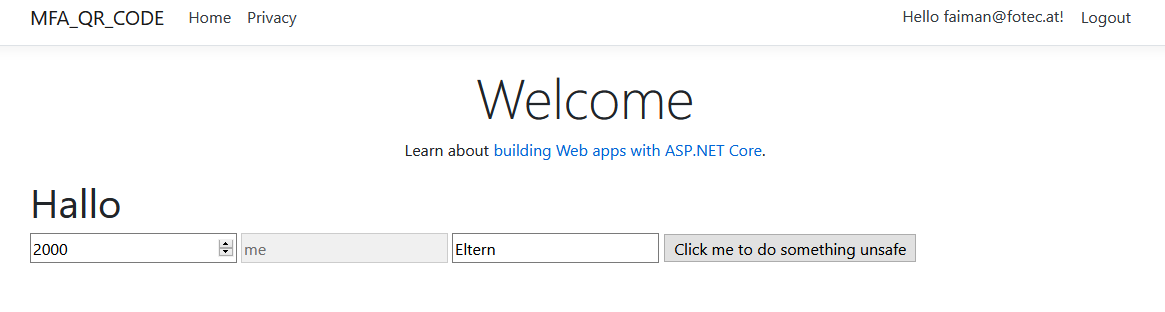 MFA_QR_CODE Home Privacy Hello faiman@fotec.at! Logout
Welcome
Learn about building Web apps with ASP.NET Core.
Hallo
2000 me Eltern Click me to do something unsafe